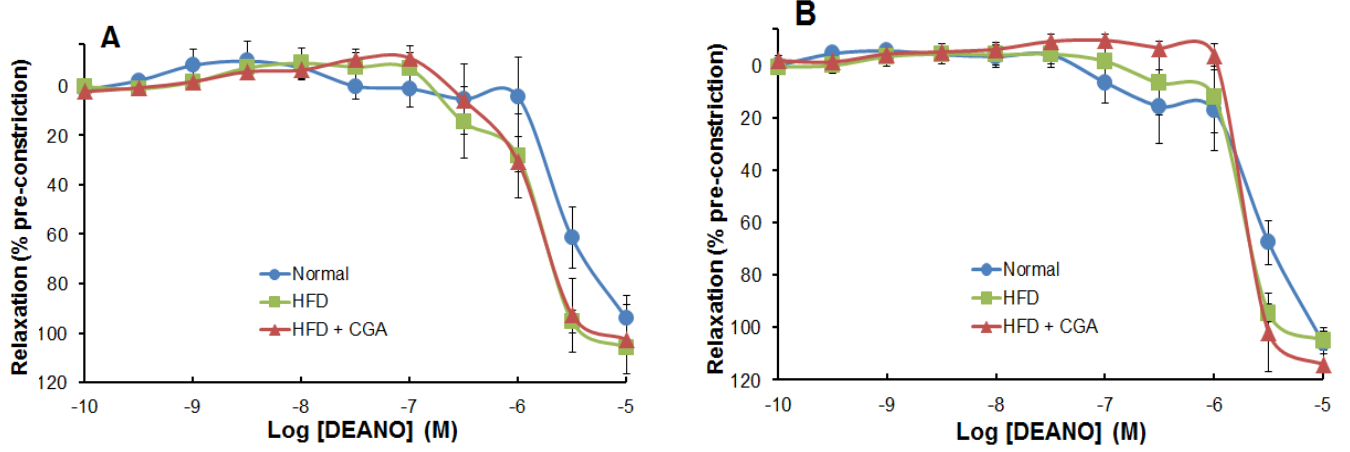 A
Relaxation (% pre-constriction)
0
20
40
60
80
100
120
Normal
HFD
HFD + CGA
-10
-9
-8
-7
-6
-5
Log [DEANO] (M)
B
Relaxation (% pre-constriction)
0
20
40
60
80
100
120
Normal
HFD
HFD + CGA
-10
-9
-8
-7
-6
-5
Log [DEANO] (M)